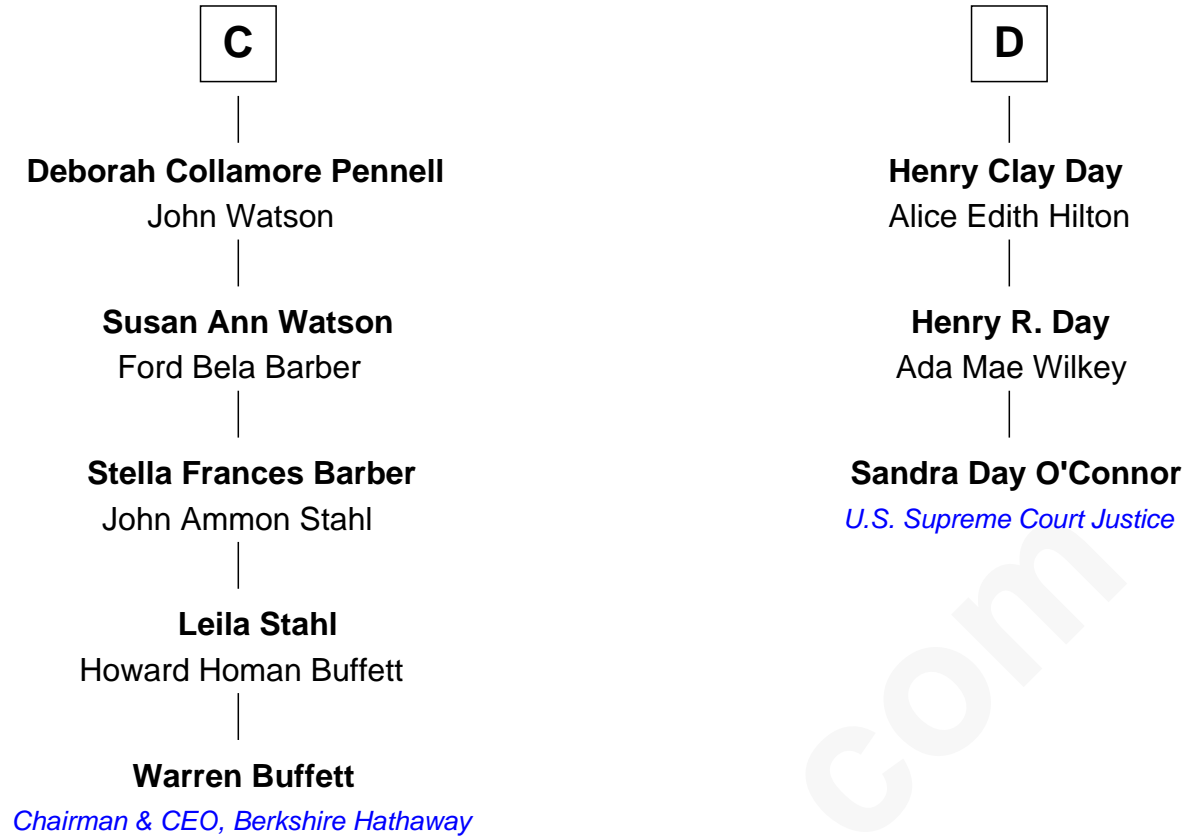 C
Deborah Collamore Pennell
John Watson
Susan Ann Watson
Ford Bela Barber
Stella Frances Barber
John Ammon Stahl
Leila Stahl
Howard Homan Buffett
Warren Buffett
Chairman & CEO, Berkshire Hathaway
D
Henry Clay Day
Alice Edith Hilton
Henry R. Day
Ada Mae Wilkey
Sandra Day O'Connor
U.S. Supreme Court Justice
com